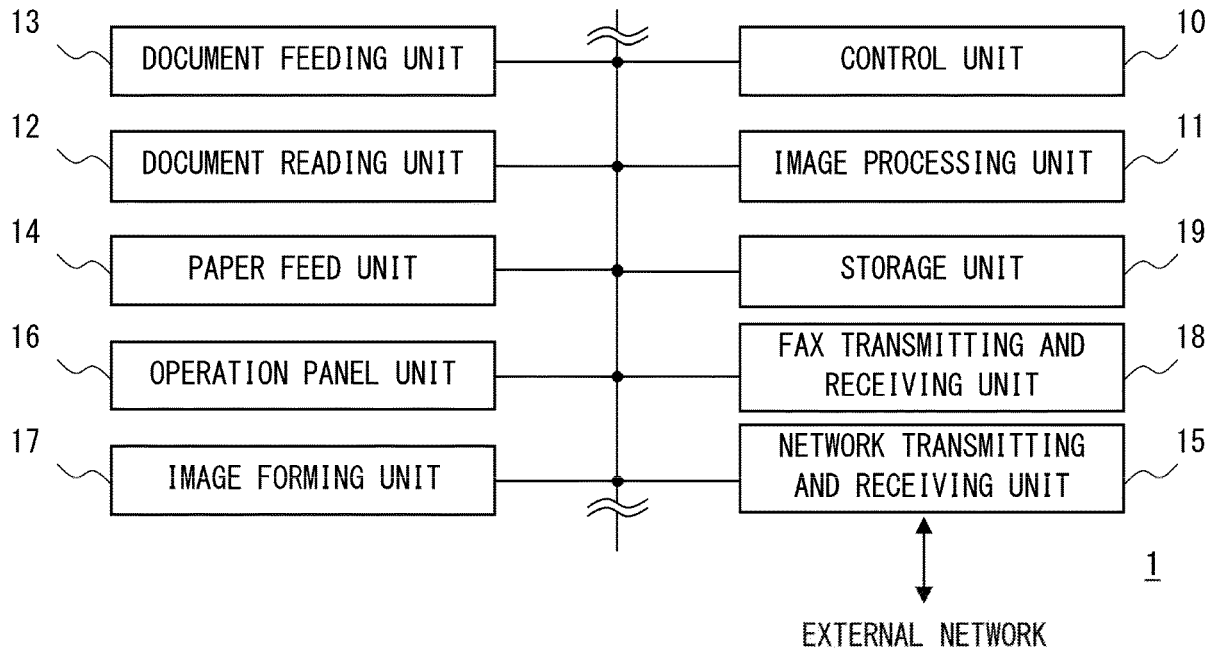 13
DOCUMENT FEEDING UNIT
CONTROL UNIT
10
12
DOCUMENT READING UNIT
IMAGE PROCESSING UNIT
11
14
PAPER FEED UNIT
STORAGE UNIT
19
16
OPERATION PANEL UNIT
FAX TRANSMITTING AND
RECEIVING UNIT
18
17
IMAGE FORMING UNIT
NETWORK TRANSMITTING
AND RECEIVING UNIT
15
1
EXTERNAL NETWORK